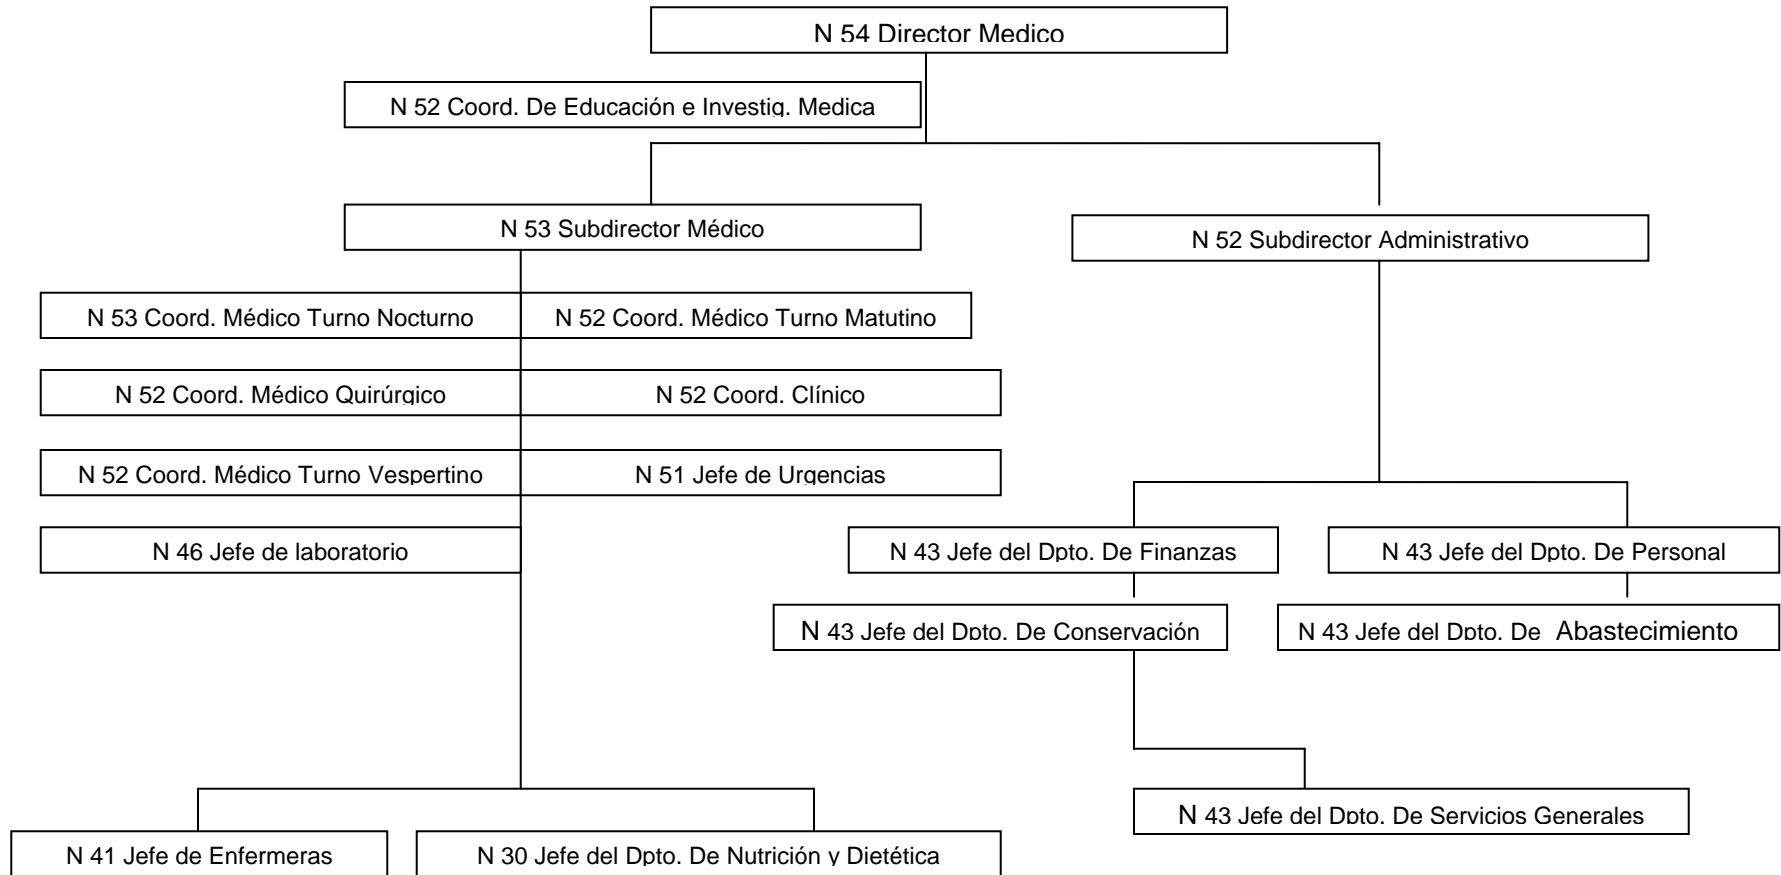 N 54 Director Medico
N 52 Coord. De Educación e Investig. Medica
N 53 Subdirector Médico
N 52 Subdirector Administrativo
N 53 Coord. Médico Turno Nocturno
N 52 Coord. Médico Turno Matutino
N 52 Coord. Médico Quirúrgico
N 52 Coord. Clínico
N 52 Coord. Médico Turno Vespertino
N 51 Jefe de Urgencias
N 46 Jefe de laboratorio
N 43 Jefe del Dpto. De Finanzas
N 43 Jefe del Dpto. De Personal
N 43 Jefe del Dpto. De Conservación
N 43 Jefe del Dpto. De Abastecimiento
N 43 Jefe del Dpto. De Servicios Generales
N 41 Jefe de Enfermeras
N 30 Jefe del Dpto. De Nutrición y Dietética